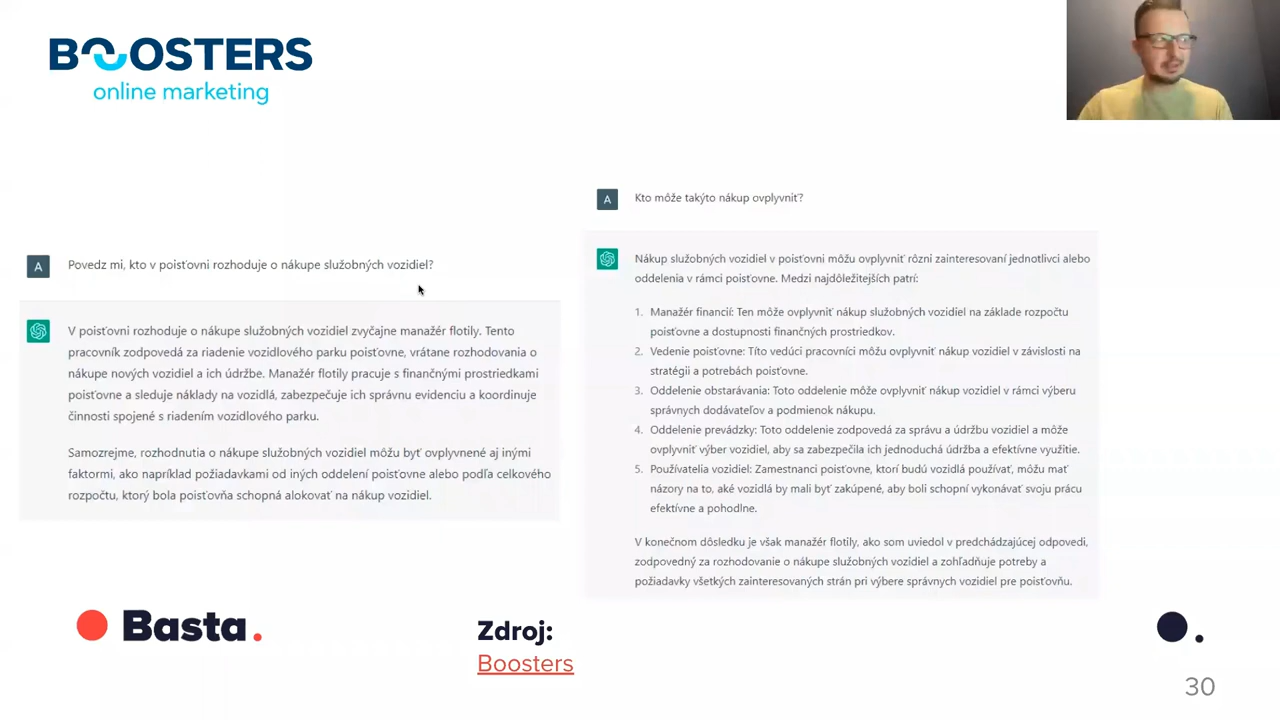 BOOSTERS
online marketing
A
Povedz mi, kto v poisťovni rozhoduje o nákupe služobných vozidiel?
V poisťovni rozhoduje o nákupe služobných vozidiel zvyčajne manažér flotily. Tento
pracovník zodpovedá za riadenie vozidlového parku poisťovne, vrátane rozhodovania o
nákupe nových vozidiel a ich údržbe. Manažér flotily pracuje s finančnými prostriedkami
poisťovne a sleduje náklady na vozidlá, zabezpečuje ich správnu evidenciu a koordinuje
činnosti spojené s riadením vozidlového parku.
Samozrejme, rozhodnutia o nákupe služobných vozidiel môžu byť ovplyvnené aj inými
faktormi, ako napríklad požiadavkami od iných oddelení poisťovne alebo podľa celkového
rozpočtu, ktorý bola poisťovňa schopná alokovať na nákup vozidiel.
A
Kto môže takýto nákup ovplyvniť?
Nákup služobných vozidiel v poisťovni môžu ovplyvniť rôzni zainteresovaní jednotlivci alebo
oddelenia v rámci poisťovne. Medzi najdôležitejších patrí:
1. Manažér financií: Ten môže ovplyvniť nákup vozidiel na základe rozpočtu
poisťovne a dostupnosti finančných prostriedkov.
2. Vedenie poisťovne: Títo vedúci pracovníci môžu ovplyvniť nákup vozidiel v závislosti na
stratégii a potrebách poisťovne.
3. Oddelenie obstarávania: Toto oddelenie môže ovplyvniť nákup vozidiel v rámci výberu
správnych dodávateľov a podmienok nákupu.
4. Oddelenie prevádzky: Toto oddelenie zodpovedá za správu a údržbu vozidiel a môže
ovplyvniť výber vozidiel, aby sa zabezpečila ich jednoduchá údržba a efektívne využitie.
5. Používatelia vozidiel: Zamestnanci poisťovne, ktorí budú vozidlá používať, môžu mať
názory na to, aké vozidlá by mali byť zakúpené, aby boli schopní vykonávať svoju prácu
efektívne a pohodlne.
V konečnom dôsledku je však manažér flotily, ako som uviedol v predchádzajúcej odpovedi,
zodpovedný za rozhodovanie o nákupe služobných vozidiel a zohľadňuje potreby a
požiadavky všetkých zainteresovaných strán pri výbere správnych vozidiel pre poisťovňu.
Basta.
Zdroj:
Boosters
30